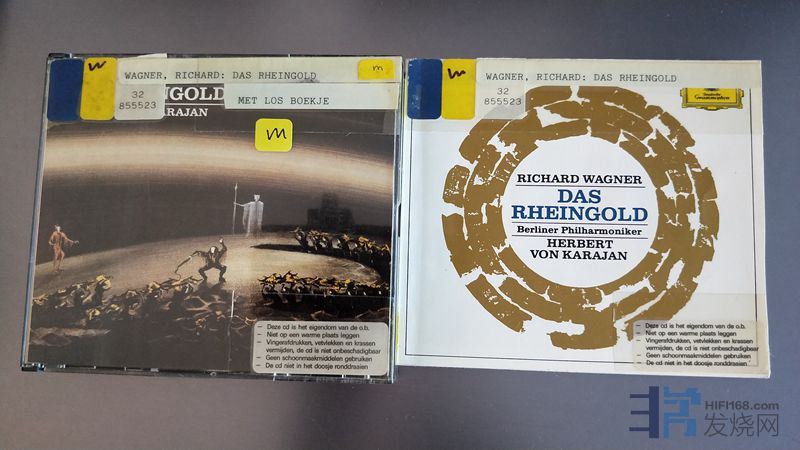 WAGNER, RICHARD: DAS RHEINGOLD
m
32
855523
MET LOS BOEKJE
INGOLD
KARAJAN
m
- Deze cd is het eigendom van de o.b.
- Niet op een warme plaats leggen
- Vingerafdrukken, vetvlekken en krassen
vermijden, de cd is niet onbeschadigbaar
- Geen schoonmaakmiddelen gebruiken
- De cd niet in het doosje ronddraaien
WAGNER, RICHARD: DAS RHEINGOLD
32
855523
Deutsche
Grammophon
RICHARD WAGNER
DAS
RHEINGOLD
Berliner Philharmoniker
HERBERT
VON KARAJAN
- Deze cd is het eigendom van de o.b.
- Niet op een warme plaats leggen
- Vingerafdrukken, vetvlekken en krassen
vermijden, de cd is niet onbeschadigbaar
- Geen schoonmaakmiddelen gebruiken
- De cd niet in het doosje ronddraaien
HIFI168.com
发烧网